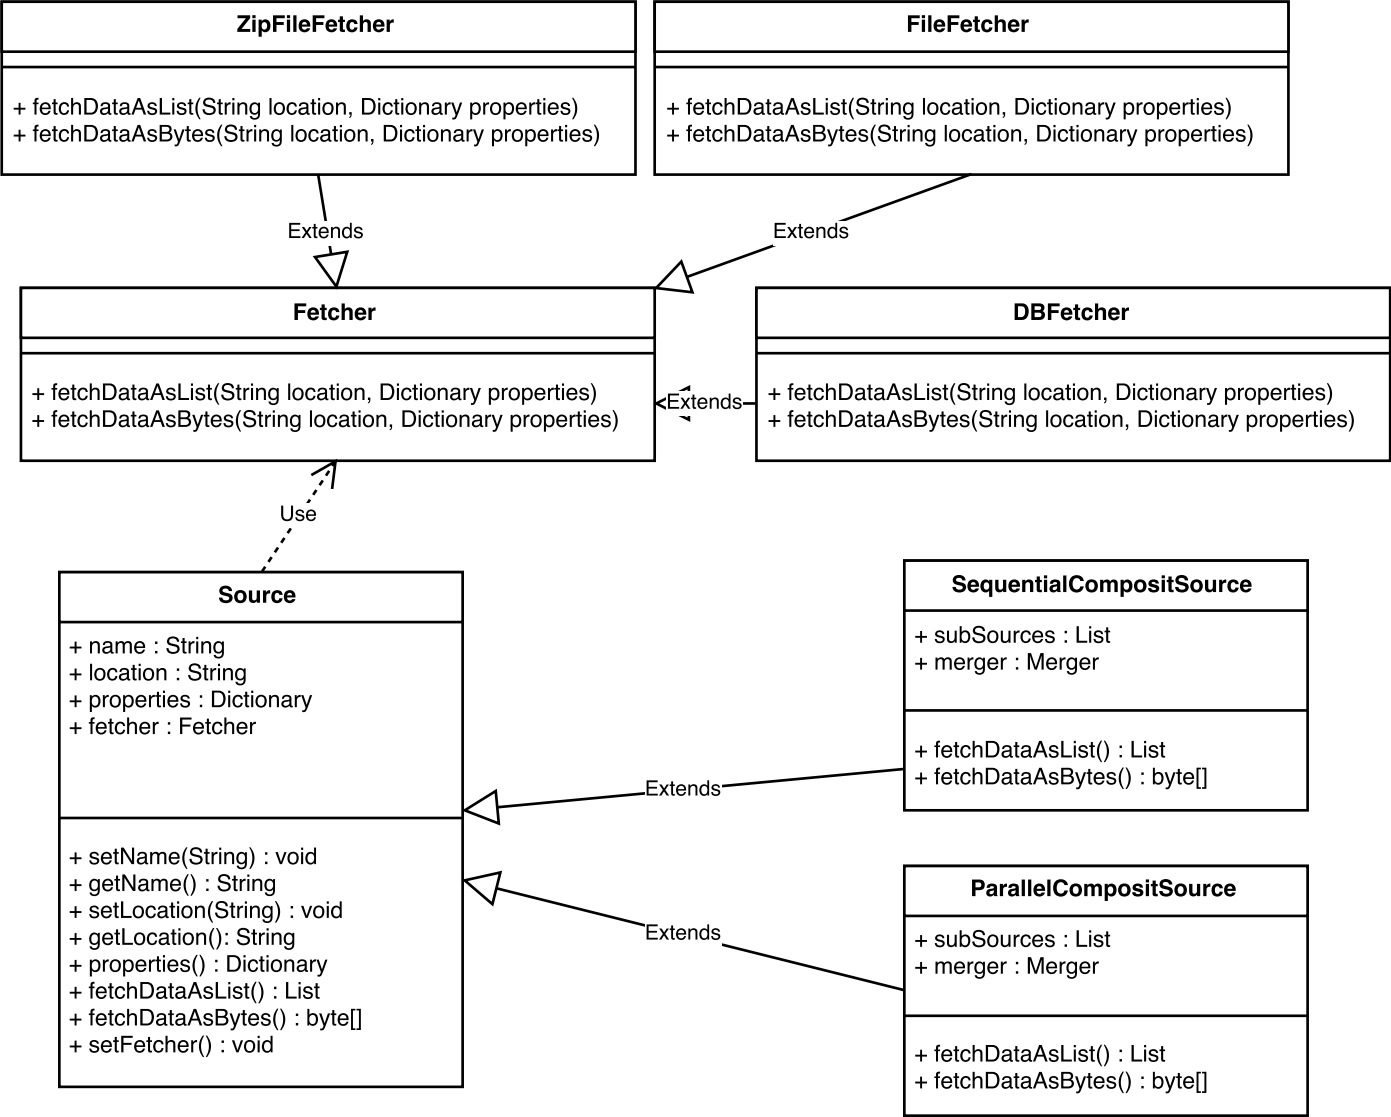 ZipFileFetcher
+ fetchDataAsList(String location, Dictionary properties)
+ fetchDataAsBytes(String location, Dictionary properties)
FileFetcher
+ fetchDataAsList(String location, Dictionary properties)
+ fetchDataAsBytes(String location, Dictionary properties)
Extends
Extends
Fetcher
+ fetchDataAsList(String location, Dictionary properties)
+ fetchDataAsBytes(String location, Dictionary properties)
Extends
DBFetcher
+ fetchDataAsList(String location, Dictionary properties)
+ fetchDataAsBytes(String location, Dictionary properties)
Use
Source
+ name : String
+ location : String
+ properties : Dictionary
+ fetcher : Fetcher
+ setName(String) : void
+ getName() : String
+ setLocation(String) : void
+ getLocation(): String
+ properties() : Dictionary
+ fetchDataAsList() : List
+ fetchDataAsBytes() : byte[]
+ setFetcher() : void
Extends
Extends
SequentialCompositSource
+ subSources : List
+ merger : Merger
+ fetchDataAsList() : List
+ fetchDataAsBytes() : byte[]
ParallelCompositSource
+ subSources : List
+ merger : Merger
+ fetchDataAsList() : List
+ fetchDataAsBytes() : byte[]